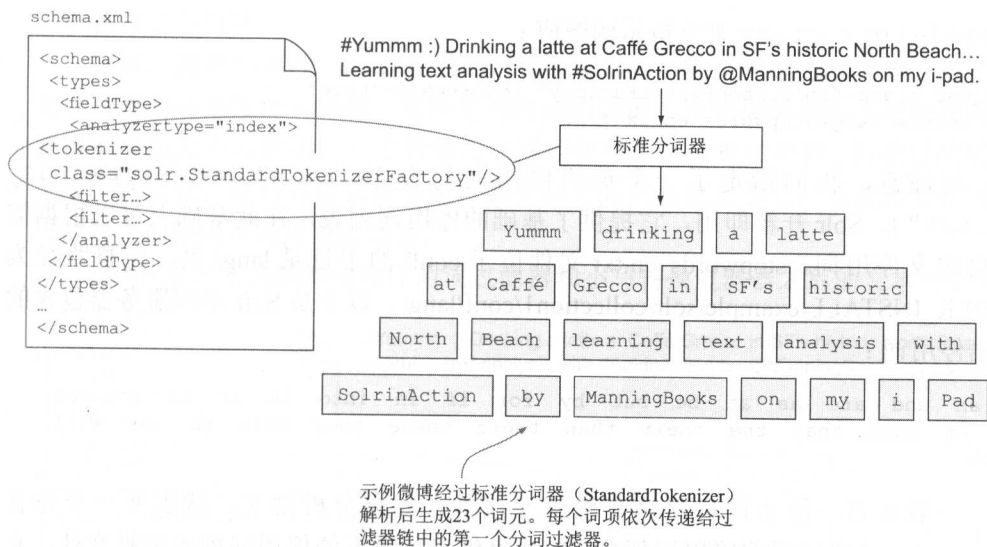 schema.xml
<schema>
<types>
<fieldType>
<analyzertype="index">
<tokenizer
class="solr.StandardTokenizerFactory"/>
<filter…>
<filter…>
</analyzer>
</fieldType>
</types>
…
</schema>
#Yummm :) Drinking a latte at Caffé Grecco in SF's historic North Beach…
Learning text analysis with #SolrinAction by @ManningBooks on my i-pad.
标准分词器
Yummm drinking a latte
at Caffé Grecco in SF's historic
North Beach learning text analysis with
SolrinAction by ManningBooks on my i Pad
示例微博经过标准分词器（StandardTokenizer）
解析后生成23个词元。每个词项依次传递给过
滤器链中的第一个分词过滤器。